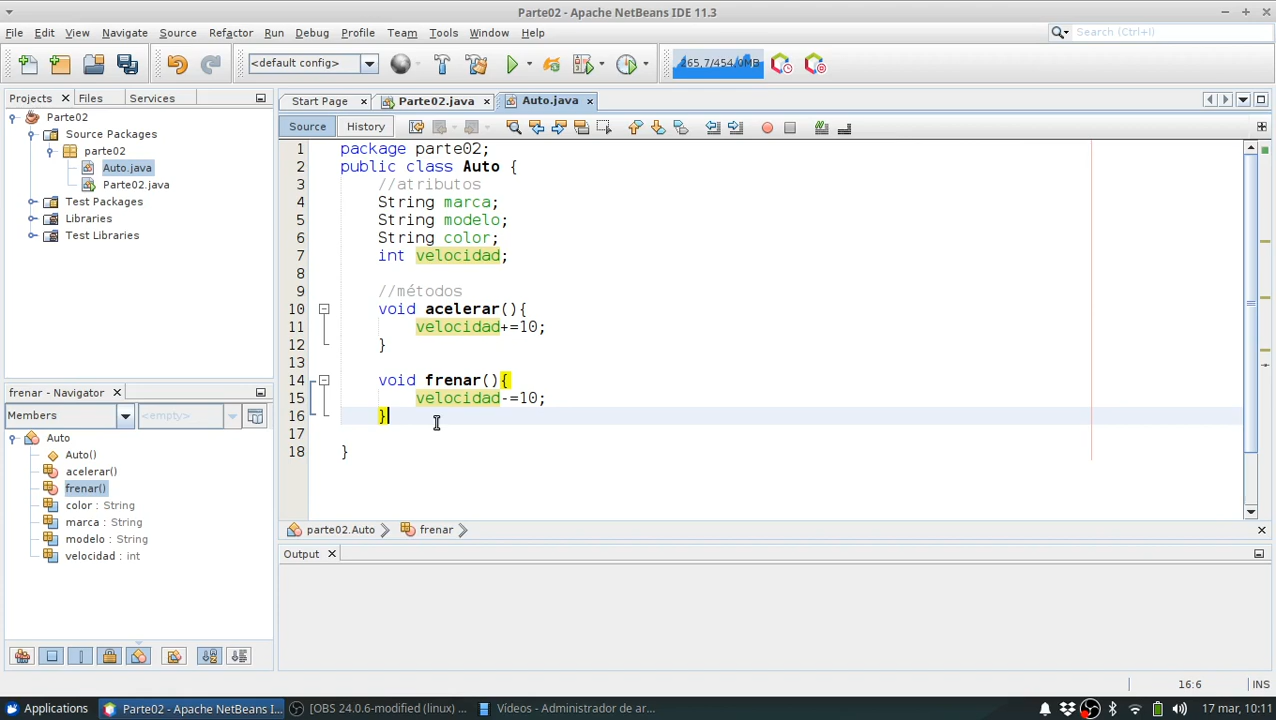 Parte02 - Apache NetBeans IDE 11.3
File Edit View Navigate Source Refactor Run Debug Profile Team Tools Window Help
Search (Ctrl+I)
<default config>
265.7/454.0MB
Projects Files Services
Start Page Parte02.java Auto.java
Source History
Parte02
Source Packages
parte02
Auto.java
Parte02.java
Test Packages
Libraries
Test Libraries
1 package parte02;
2 public class Auto {
3 //atributos
4 String marca;
5 String modelo;
6 String color;
7 int velocidad;
8
9 //métodos
10 void acelerar(){
11 velocidad+=10;
12 }
13
14 void frenar(){
15 velocidad-=10;
16 }
17
18 }
frenar - Navigator
Members <empty>
Auto
Auto()
acelerar()
frenar()
color : String
marca : String
modelo : String
velocidad : int
parte02.Auto frenar
Output
16:6 INS
Applications Parte02 - Apache NetBeans I... [OBS 24.0.6-modified (linux) ... Vídeos - Administrador de ar... 17 mar, 10:11